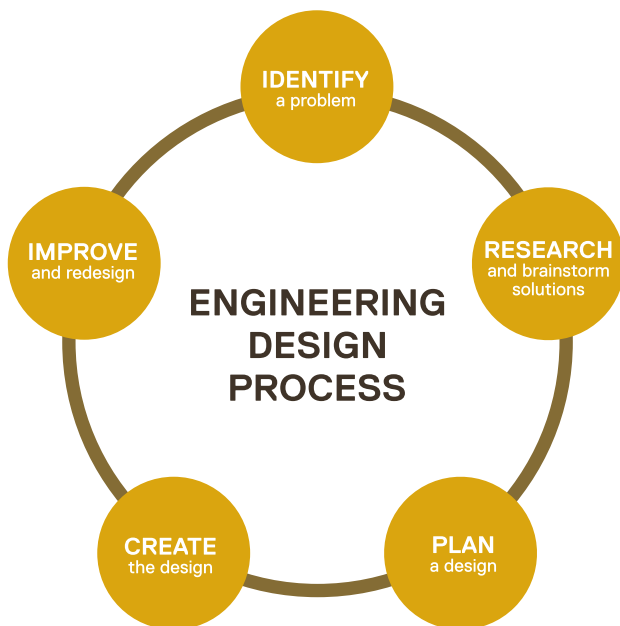 IDENTIFY
a problem
RESEARCH
and brainstorm
solutions
PLAN
a design
CREATE
the design
IMPROVE
and redesign
ENGINEERING
DESIGN
PROCESS